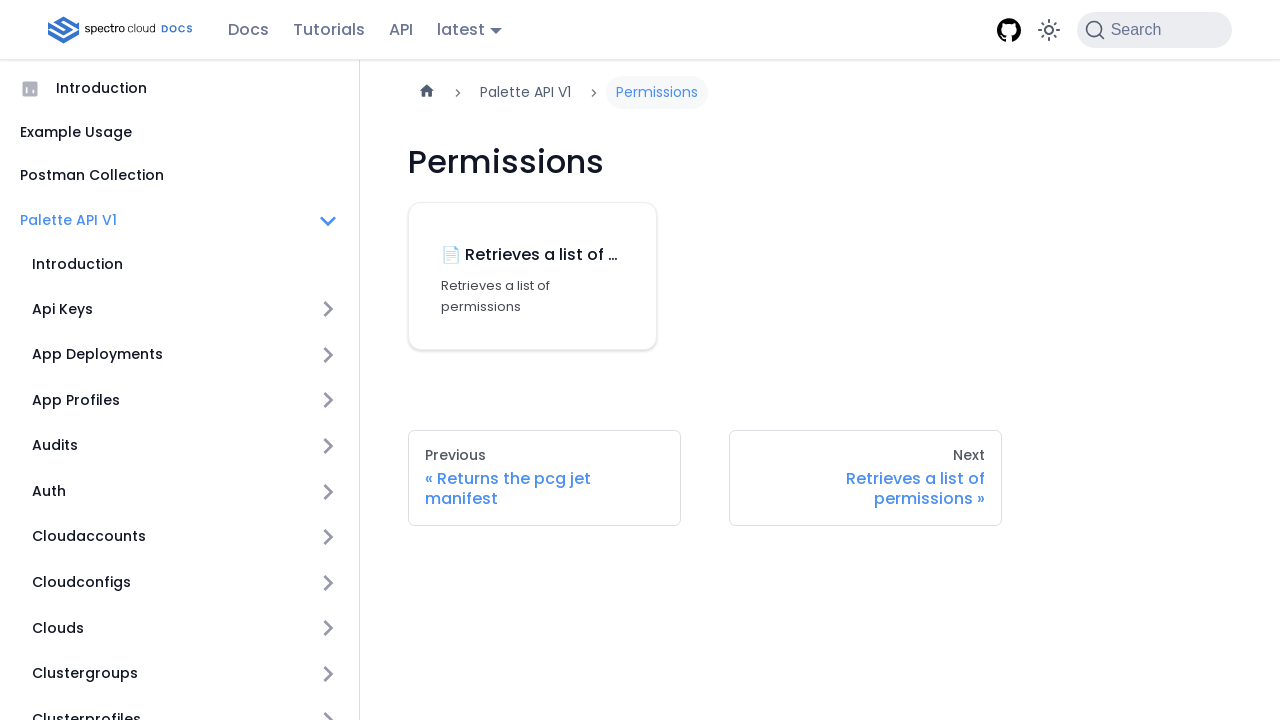 spectro cloud DOCS
Docs
Tutorials
API
latest
Search
Introduction
Example Usage
Postman Collection
Palette API V1
Introduction
Api Keys
App Deployments
App Profiles
Audits
Auth
Cloudaccounts
Cloudconfigs
Clouds
Clustergroups
Clusterprofiles
Palette API V1
Permissions
Permissions
📄️ Retrieves a list of ...
Retrieves a list of
permissions
Previous
« Returns the pcg jet
manifest
Next
Retrieves a list of
permissions »